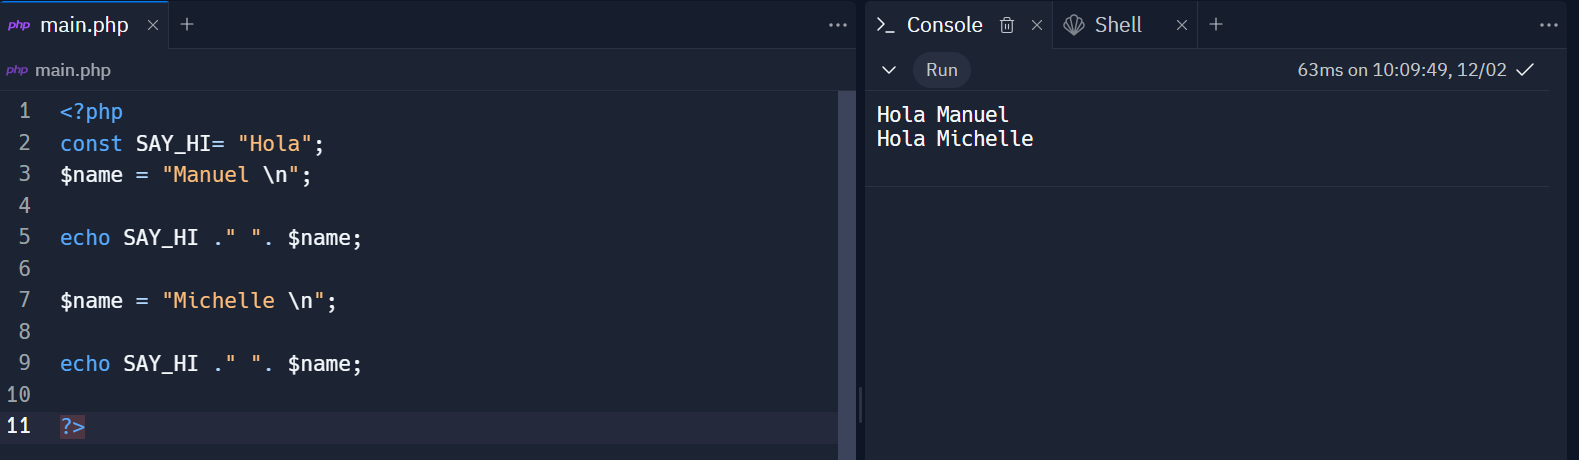 php main.php × +
php main.php
1 <?php
2 const SAY_HI= "Hola";
3 $name = "Manuel \n";
4
5 echo SAY_HI ." ". $name;
6
7 $name = "Michelle \n";
8
9 echo SAY_HI ." ". $name;
10
11 ?>
>_ Console × Shell × +
Run 63ms on 10:09:49, 12/02
Hola Manuel
Hola Michelle